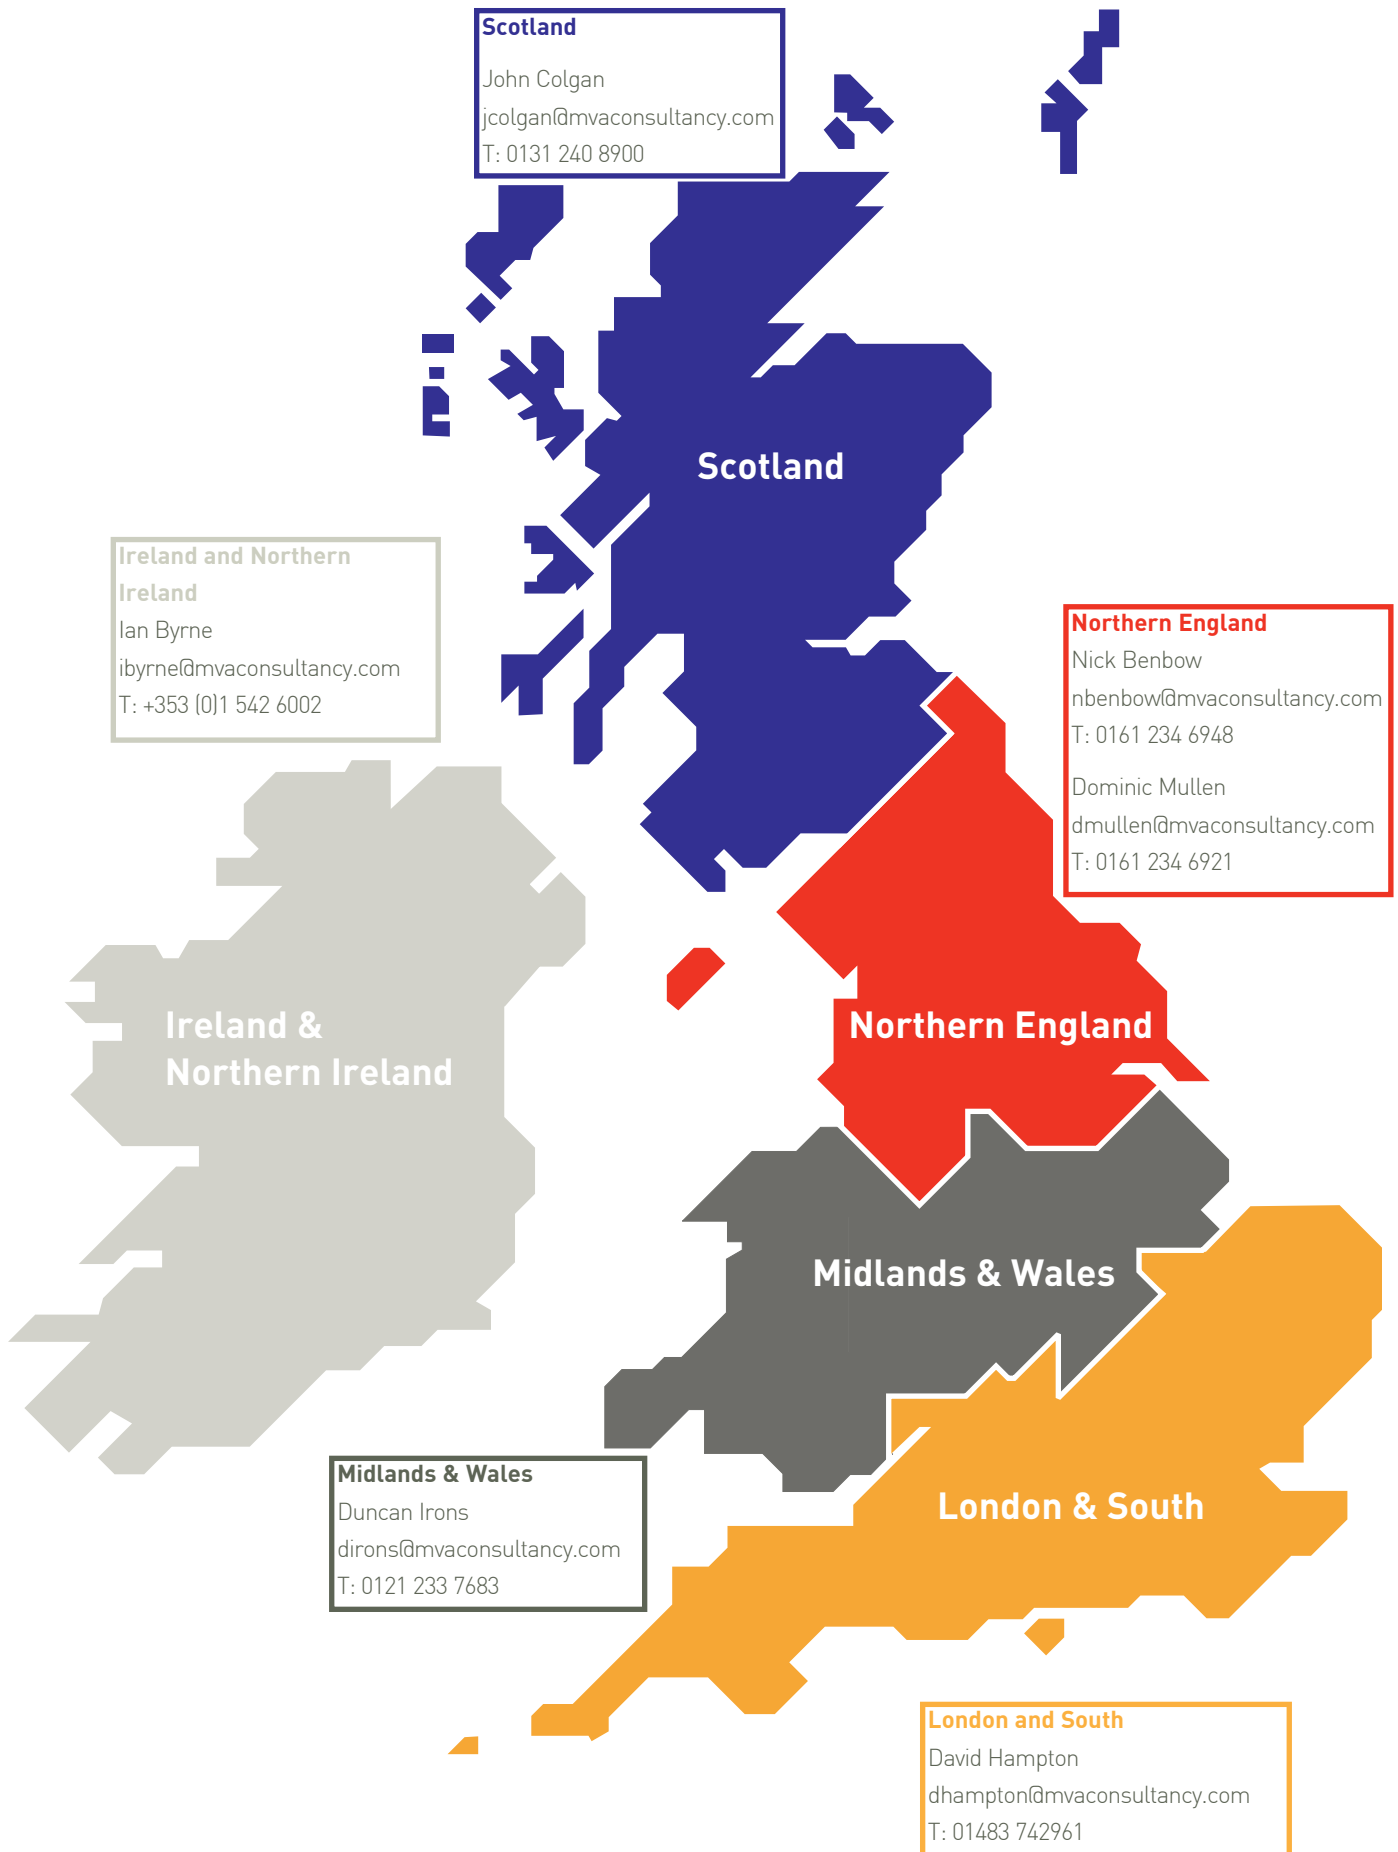 Scotland
John Colgan
jcolgan@mvaconsultancy.com
T: 0131 240 8900
Scotland
Ireland and Northern
Ireland
Ian Byrne
ibyrne@mvaconsultancy.com
T: +353 (0)1 542 6002
Northern England
Nick Benbow
nbenbow@mvaconsultancy.com
T: 0161 234 6948
Dominic Mullen
dmullen@mvaconsultancy.com
T: 0161 234 6921
Ireland &
Northern Ireland
Northern England
Midlands & Wales
Midlands & Wales
Duncan Irons
dirons@mvaconsultancy.com
T: 0121 233 7683
London & South
London and South
David Hampton
dhampton@mvaconsultancy.com
T: 01483 742961